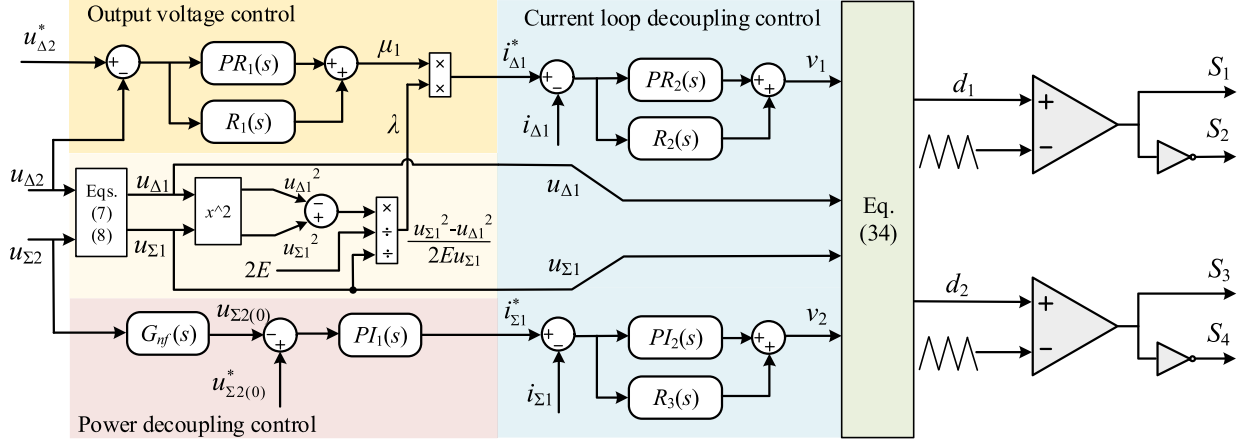 Output voltage control
u*Δ2
+
−
PR1(s)
R1(s)
+
+
μ1
×
×
λ
uΔ2
uΣ2
Eqs.
(7)
(8)
uΔ1
uΣ1
x^2
uΔ1²
uΣ1²
−
+
2E
×
÷
÷
uΣ1²-uΔ1²
2EuΣ1
Gnf(s)
uΣ2(0)
−
+
u*Σ2(0)
PI1(s)
Power decoupling control
Current loop decoupling control
i*Δ1
+
−
iΔ1
PR2(s)
R2(s)
+
+
v1
uΔ1
uΣ1
i*Σ1
+
−
iΣ1
PI2(s)
R3(s)
+
+
v2
Eq.
(34)
d1
+
−
S1
S2
d2
+
−
S3
S4